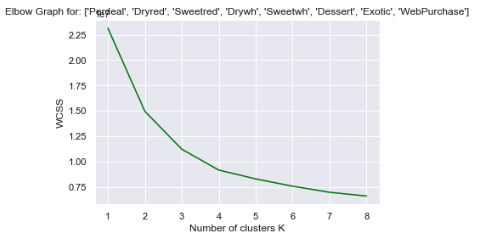 Elbow Graph for: ['Perdeal', 'Dryred', 'Sweetred', 'Drywh', 'Sweetwh', 'Dessert', 'Exotic', 'WebPurchase']
1e7
2.25
2.00
1.75
1.50
1.25
1.00
0.75
WCSS
1 2 3 4 5 6 7 8
Number of clusters K